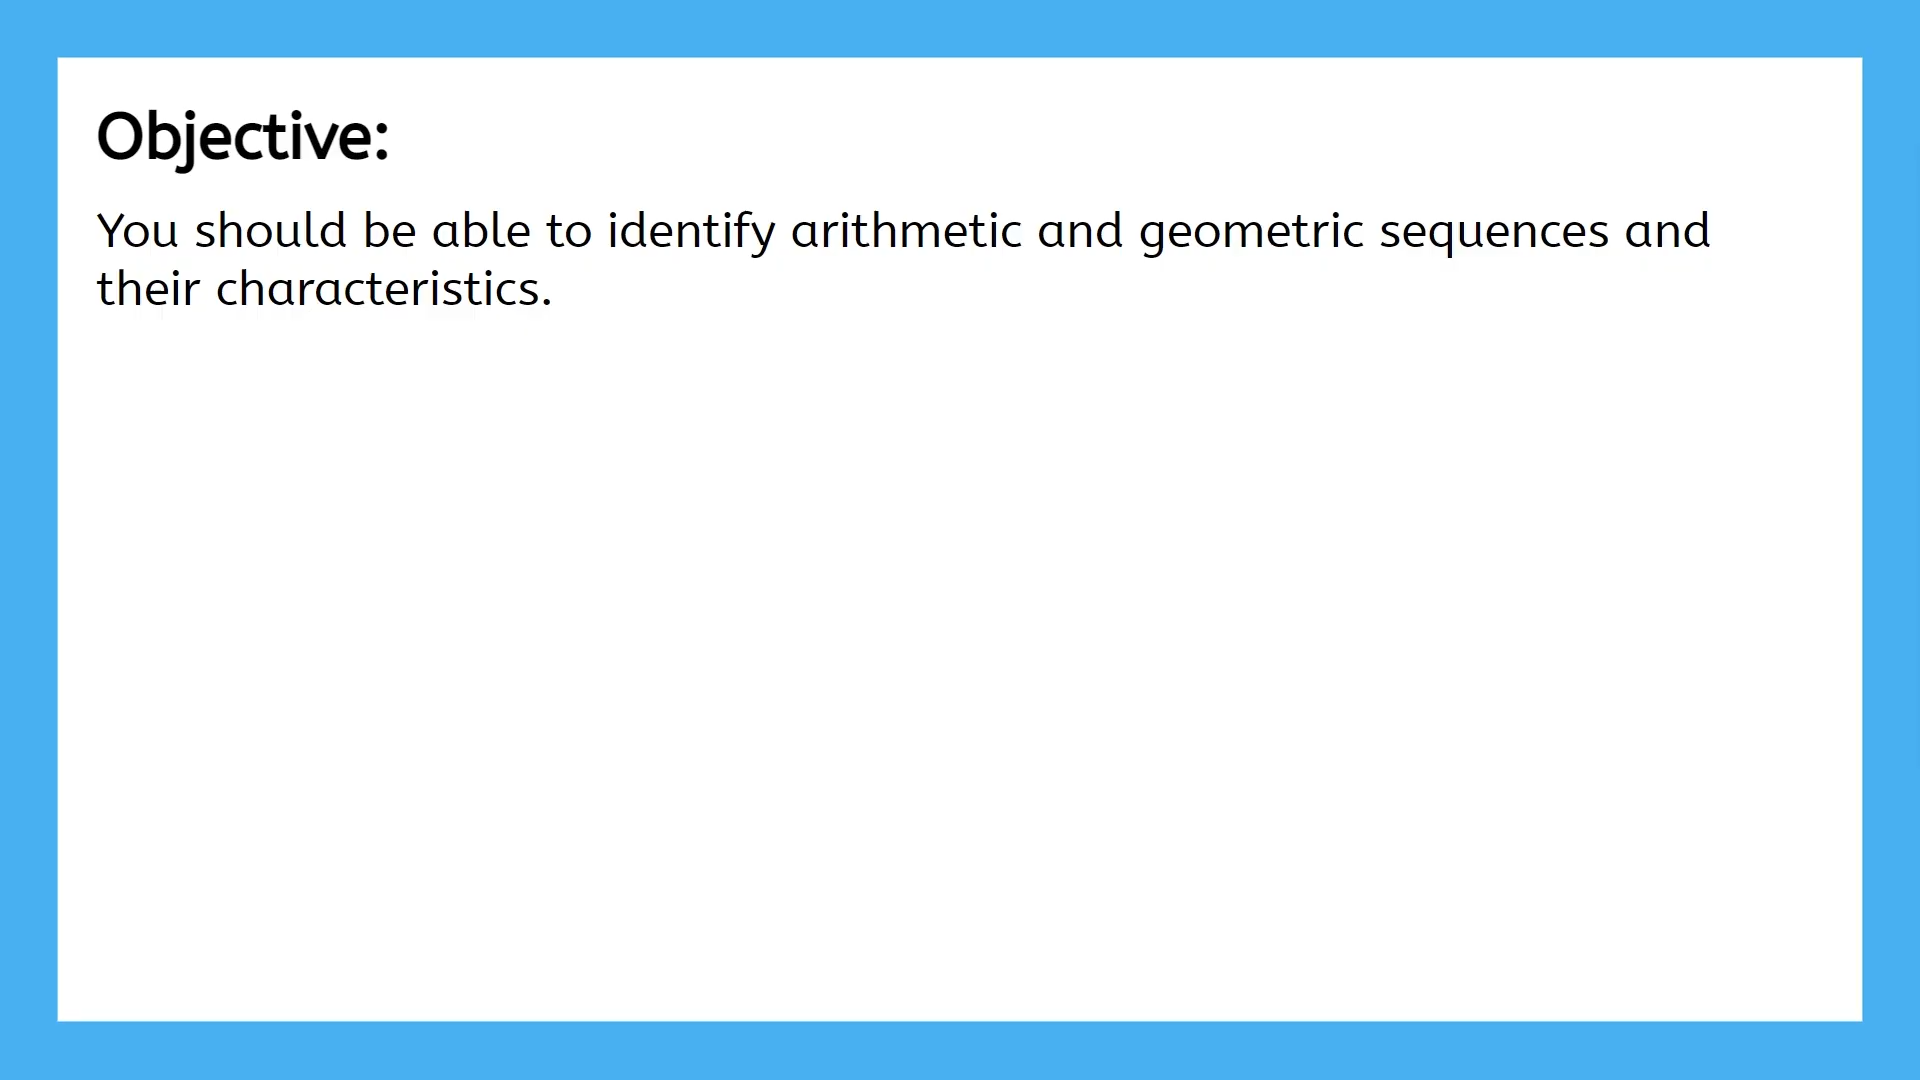 Objective:
You should be able to identify arithmetic and geometric sequences and
their characteristics.